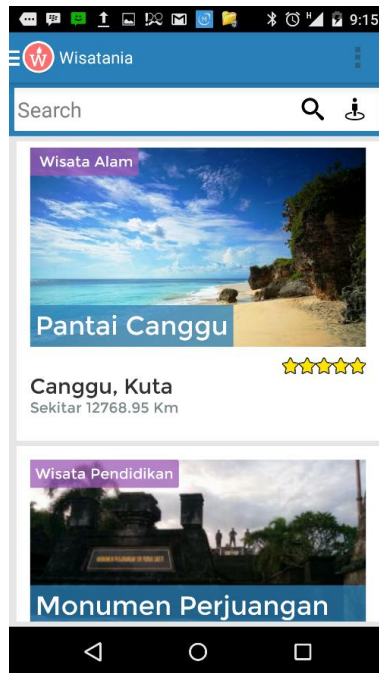 9:15
Wisatania
Search
Wisata Alam
Pantai Canggu
Canggu, Kuta
Sekitar 12768.95 Km
Wisata Pendidikan
Monumen Perjuangan